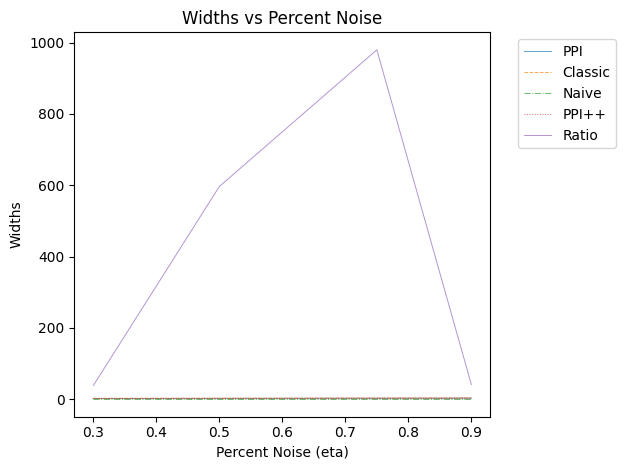 Widths vs Percent Noise
PPI
Classic
Naive
PPI++
Ratio
Widths
1000
800
600
400
200
0
0.3 0.4 0.5 0.6 0.7 0.8 0.9
Percent Noise (eta)